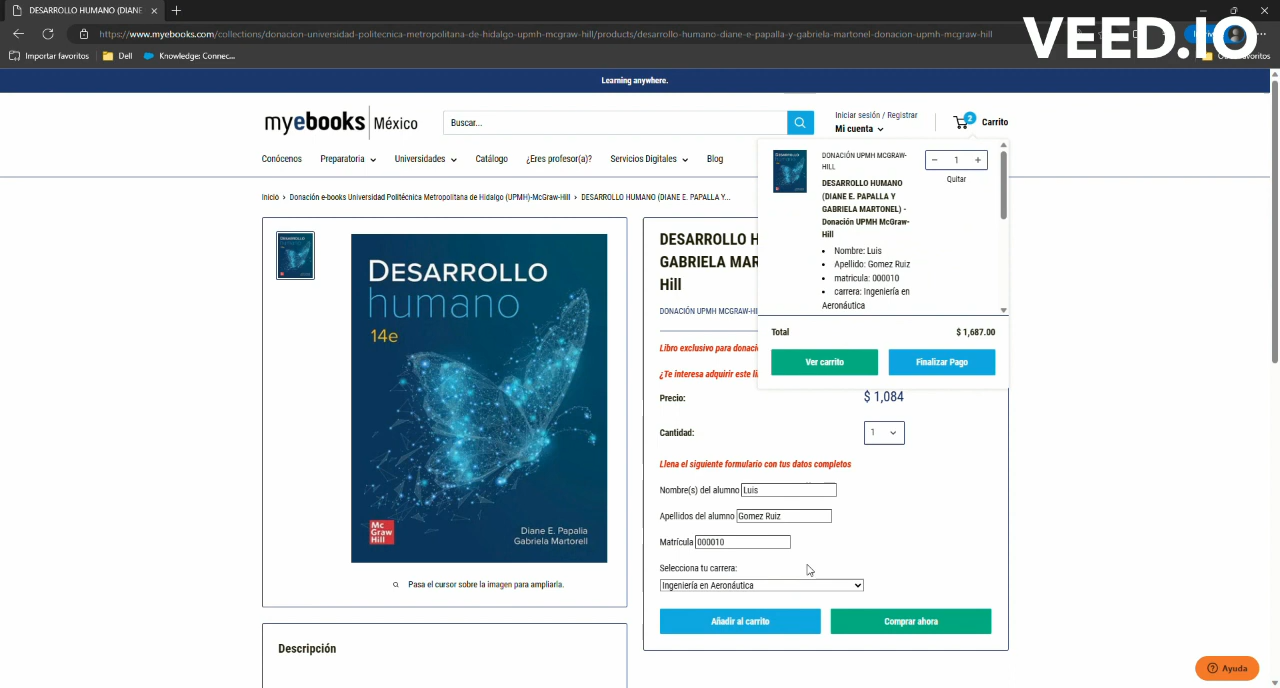 DESARROLLO HUMANO (DIANE
VEED.IO
https://www.myebooks.com/collections/donacion-universidad-politecnica-metropolitana-de-hidalgo-upmh-mcgraw-hill/products/desarrollo-humano-diane-e-papalla-y-gabriela-martonel-donacion-upmh-mcgraw-hill
Importar favoritos
Dell
Knowledge: Connec...
Learning anywhere.
myebooks México
Buscar...
Iniciar sesión / Registrar
Mi cuenta
2
Carrito
Conócenos
Preparatoria
Universidades
Catálogo
¿Eres profesor(a)?
Servicios Digitales
Blog
Inicio › Donación e-books Universidad Politécnica Metropolitana de Hidalgo (UPMH)-McGraw-Hill › DESARROLLO HUMANO (DIANE E. PAPALLA Y...
DONACIÓN UPMH MCGRAW-
HILL
− 1 +
Quitar
DESARROLLO HUMANO
(DIANE E. PAPALLA Y
GABRIELA MARTONEL) -
Donación UPMH McGraw-
Hill
• Nombre: Luis
• Apellido: Gomez Ruiz
• matricula: 000010
• carrera: Ingeniería en
Aeronáutica
Total $ 1,687.00
Ver carrito
Finalizar Pago
DESARROLLO
humano
14e
Mc
Graw
Hill
Diane E. Papalia
Gabriela Martorell
Pasa el cursor sobre la imagen para ampliarla.
Descripción
DESARROLLO H
GABRIELA MAR
Hill
DONACIÓN UPMH MCGRAW-HI
Libro exclusivo para donaci
¿Te interesa adquirir este li
Precio: $ 1,084
Cantidad: 1
Llena el siguiente formulario con tus datos completos
Nombre(s) del alumno Luis
Apellidos del alumno Gomez Ruiz
Matrícula 000010
Selecciona tu carrera:
Ingeniería en Aeronáutica
Añadir al carrito
Comprar ahora
Ayuda